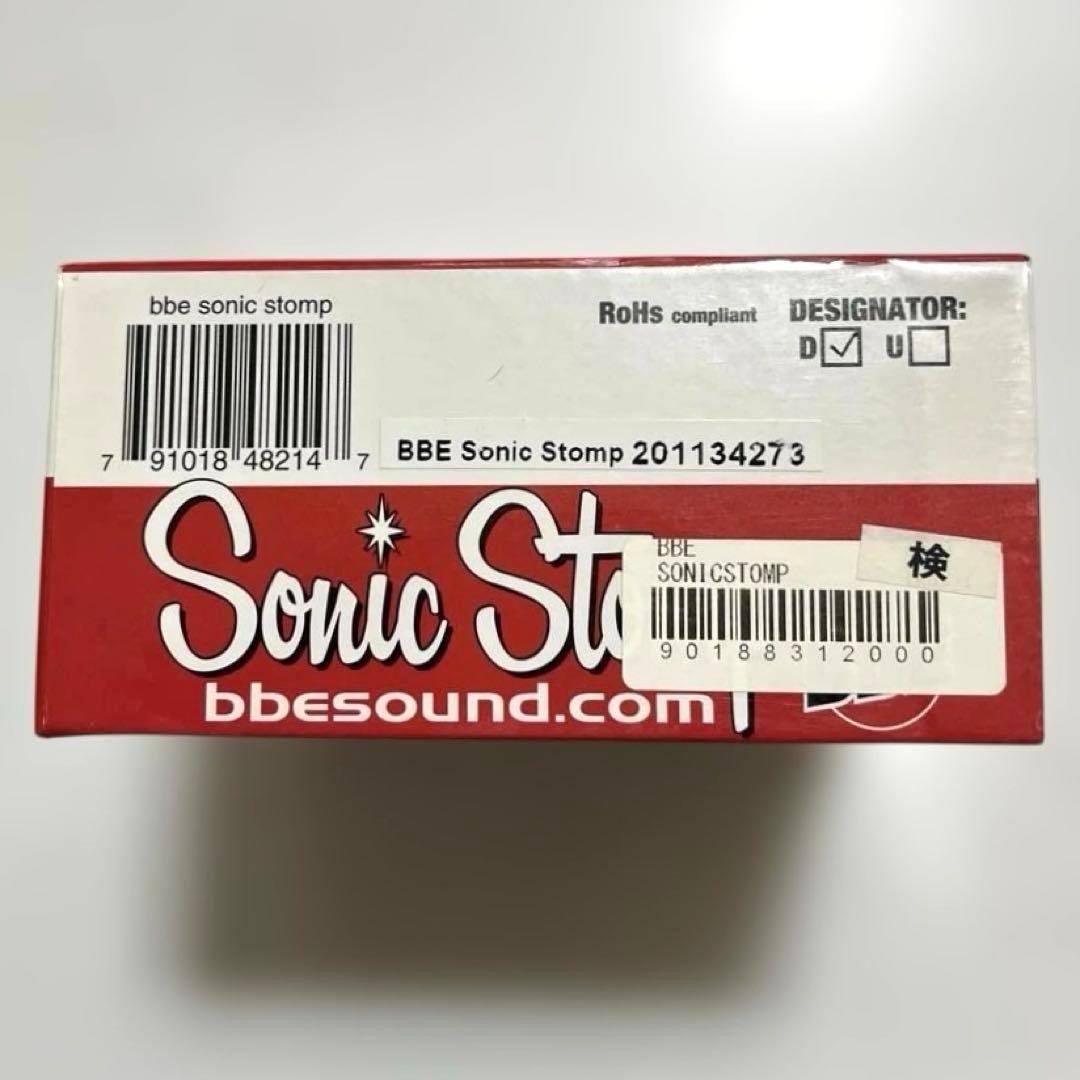 bbe sonic stomp
7 91018 48214 7
RoHs compliant
DESIGNATOR:
D U
BBE Sonic Stomp 201134273
Sonic Sto
bbesound.com
BBE
SONICSTOMP
検
90188312000